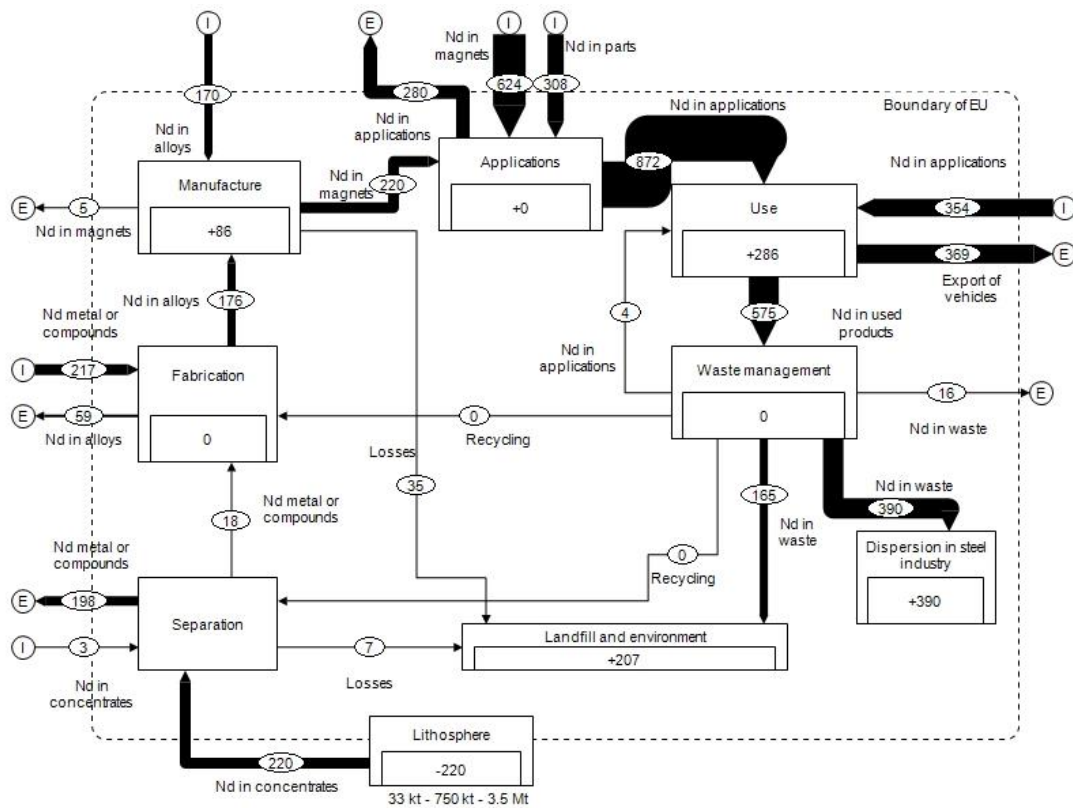 E
I
Nd in
magnets
I
I
Nd in parts
170
280
624
308
Nd in applications
Boundary of EU
Nd in
alloys
Nd in
applications
Applications
+0
872
Nd in applications
Manufacture
+86
Nd in
magnets
220
Use
+286
354
I
E
5
Nd in magnets
369
E
Export of
vehicles
Nd in alloys
176
4
575
Nd in used
products
Nd metal or
compounds
Nd in
applications
I
217
Fabrication
0
Waste management
0
E
59
Nd in alloys
0
Recycling
16
E
Nd in waste
Losses
35
165
Nd in waste
390
Nd metal or
compounds
18
Nd in
waste
Nd metal or
compounds
0
Recycling
Dispersion in steel
industry
+390
E
198
Separation
I
3
7
Losses
Landfill and environment
+207
Nd in
concentrates
Lithosphere
-220
220
Nd in concentrates
33 kt - 750 kt - 3.5 Mt